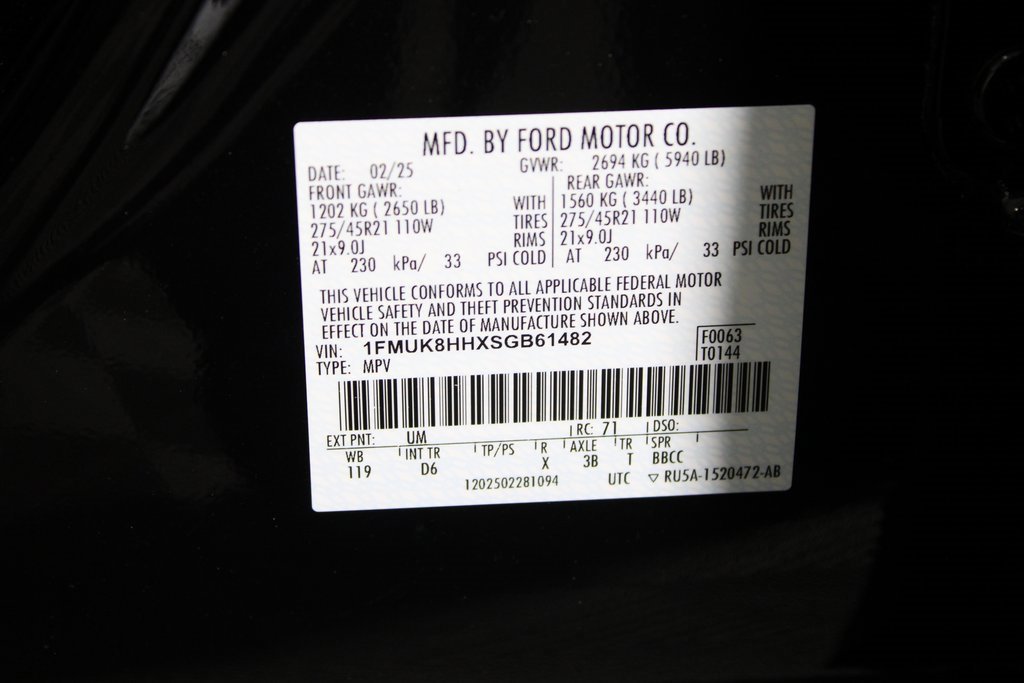 MFD. BY FORD MOTOR CO.
DATE: 02/25 GVWR: 2694 KG ( 5940 LB)
FRONT GAWR: REAR GAWR:
1202 KG ( 2650 LB) WITH 1560 KG ( 3440 LB) WITH
275/45R21 110W TIRES 275/45R21 110W TIRES
21x9.0J RIMS 21x9.0J RIMS
AT 230 kPa/ 33 PSI COLD AT 230 kPa/ 33 PSI COLD
THIS VEHICLE CONFORMS TO ALL APPLICABLE FEDERAL MOTOR
VEHICLE SAFETY AND THEFT PREVENTION STANDARDS IN
EFFECT ON THE DATE OF MANUFACTURE SHOWN ABOVE.
VIN: 1FMUK8HHXSGB61482 F0063
TYPE: MPV T0144
EXT PNT: UM RC: 71 DSO:
WB INT TR TP/PS R AXLE TR SPR
119 D6 X 3B T BBCC
1202502281094 UTC ▽ RU5A-1520472-AB